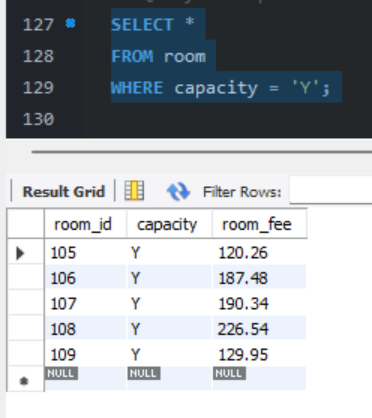 127 SELECT *
128 FROM room
129 WHERE capacity = 'Y';
130
Result Grid Filter Rows:
room_id capacity room_fee
105 Y 120.26
106 Y 187.48
107 Y 190.34
108 Y 226.54
109 Y 129.95
NULL NULL NULL